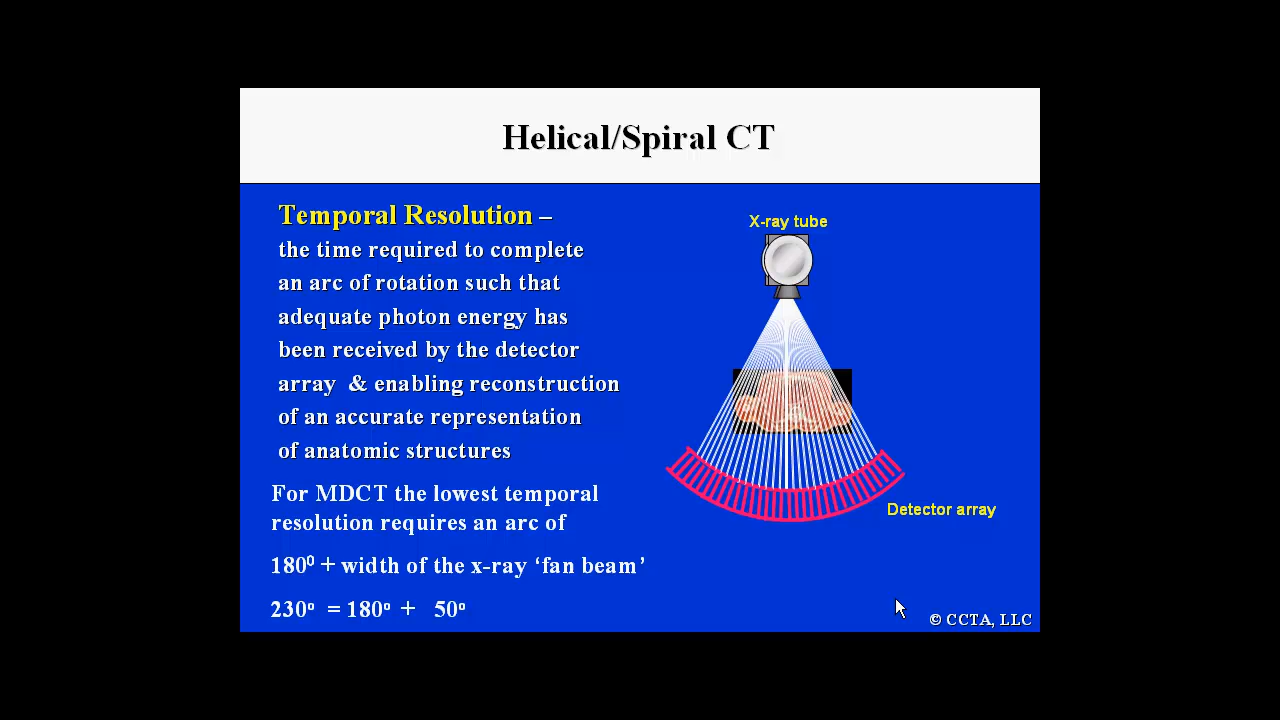 Helical/Spiral CT
Temporal Resolution –
the time required to complete
an arc of rotation such that
adequate photon energy has
been received by the detector
array & enabling reconstruction
of an accurate representation
of anatomic structures
For MDCT the lowest temporal
resolution requires an arc of
180⁰ + width of the x-ray ‘fan beam’
230º = 180º + 50º
X-ray tube
Detector array
© CCTA, LLC